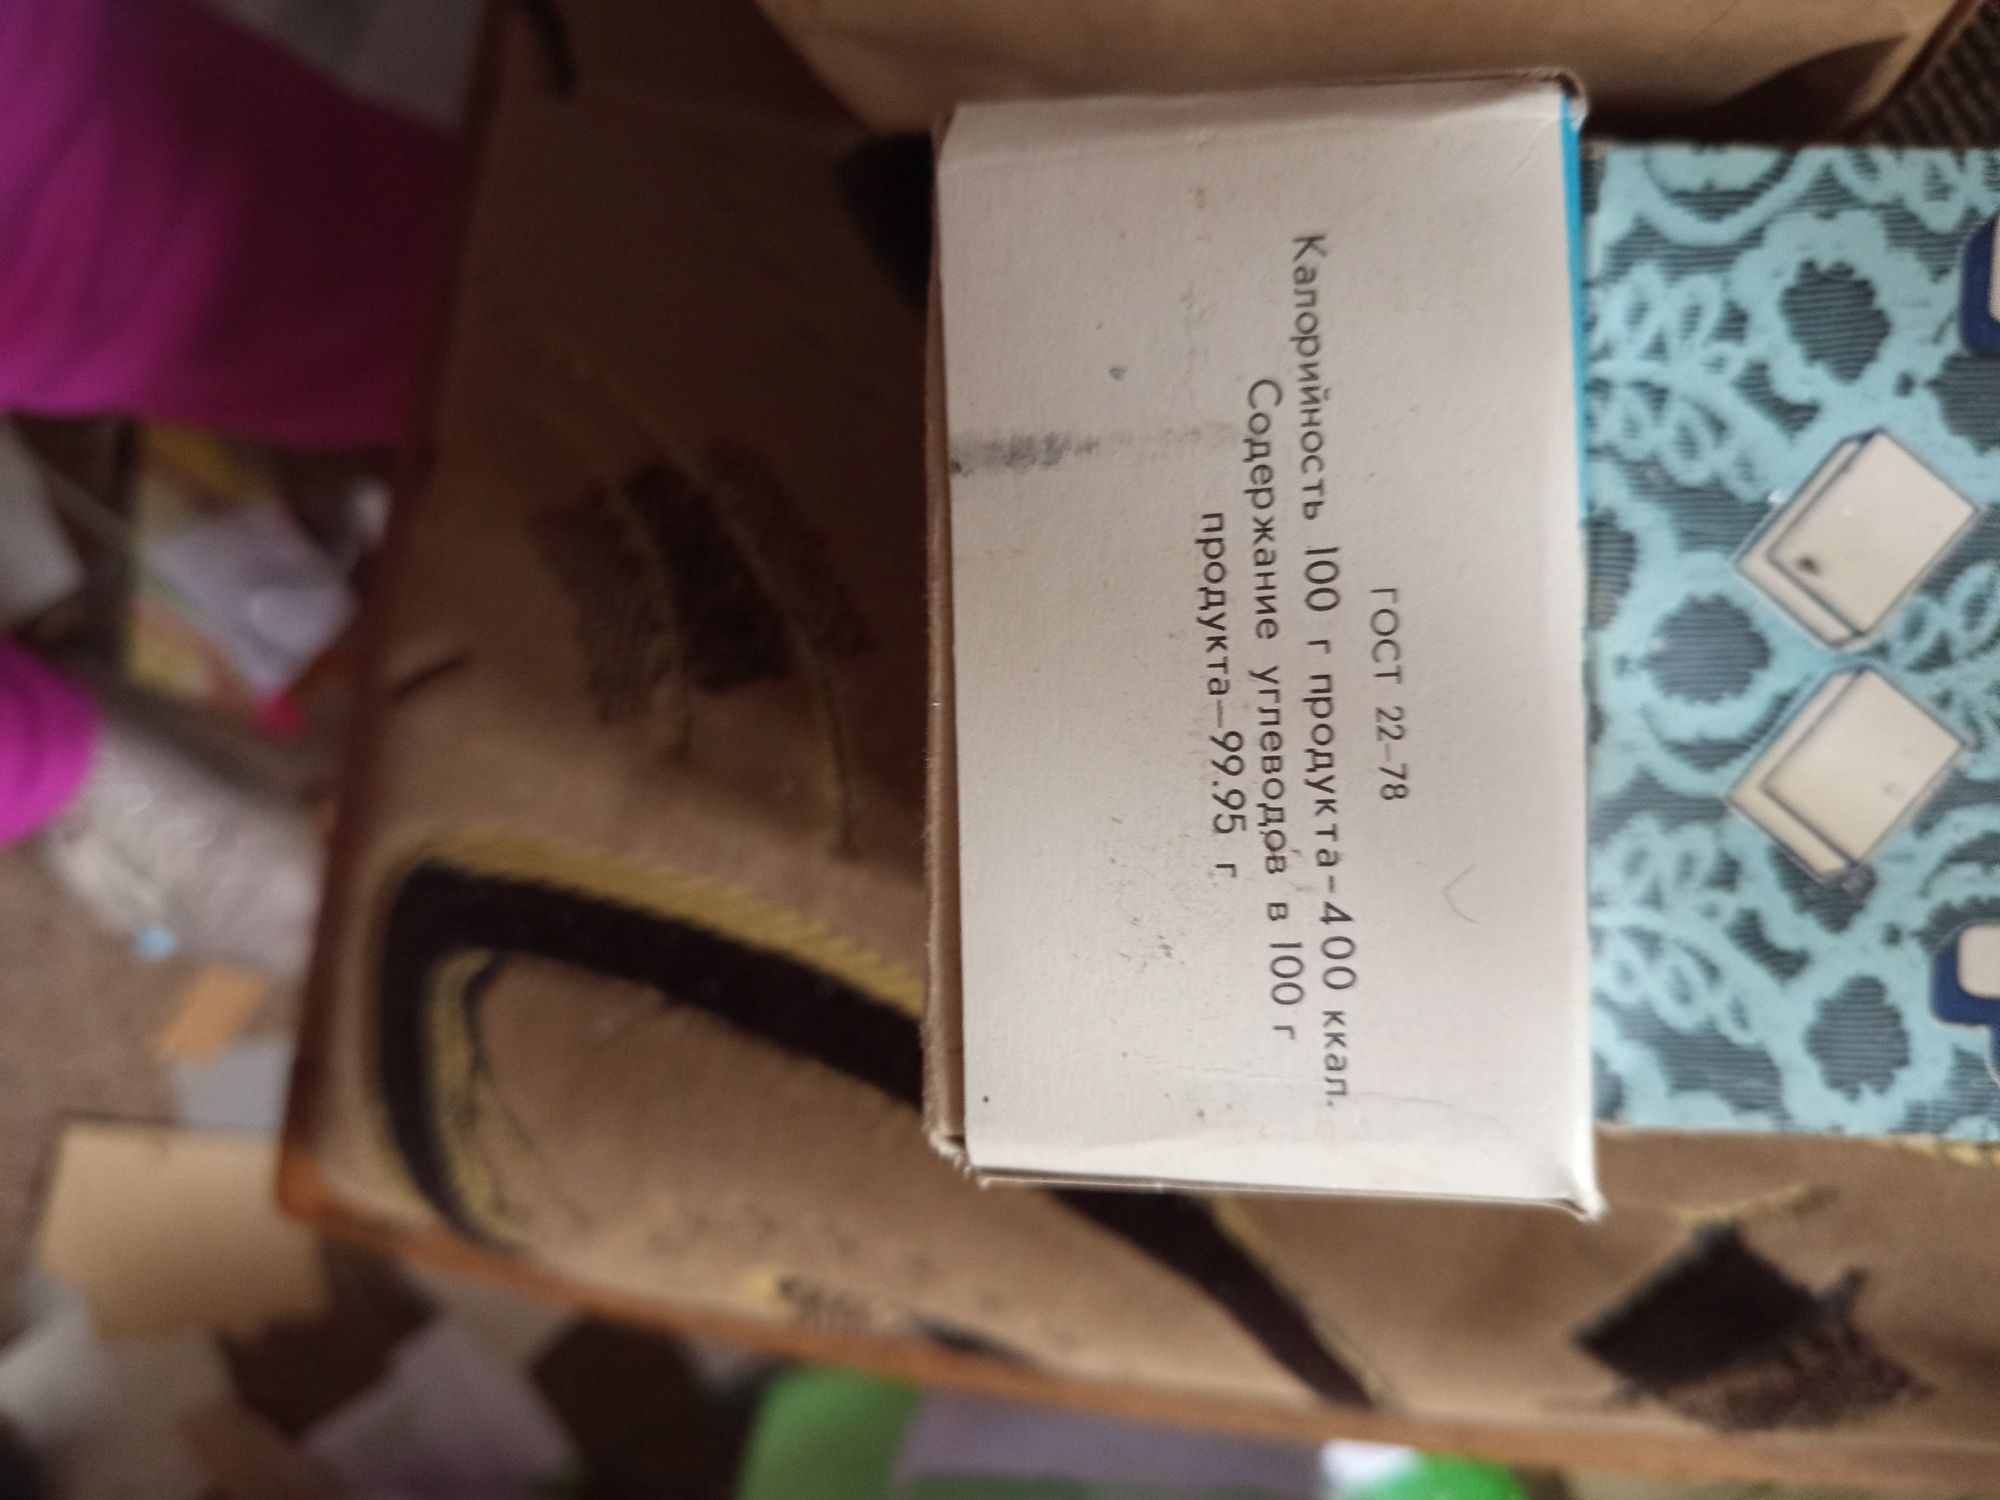 ГОСТ 22–78
Калорийность 100 г продукта–400 ккал.
Содержание углеводов в 100 г
продукта—99.95 г